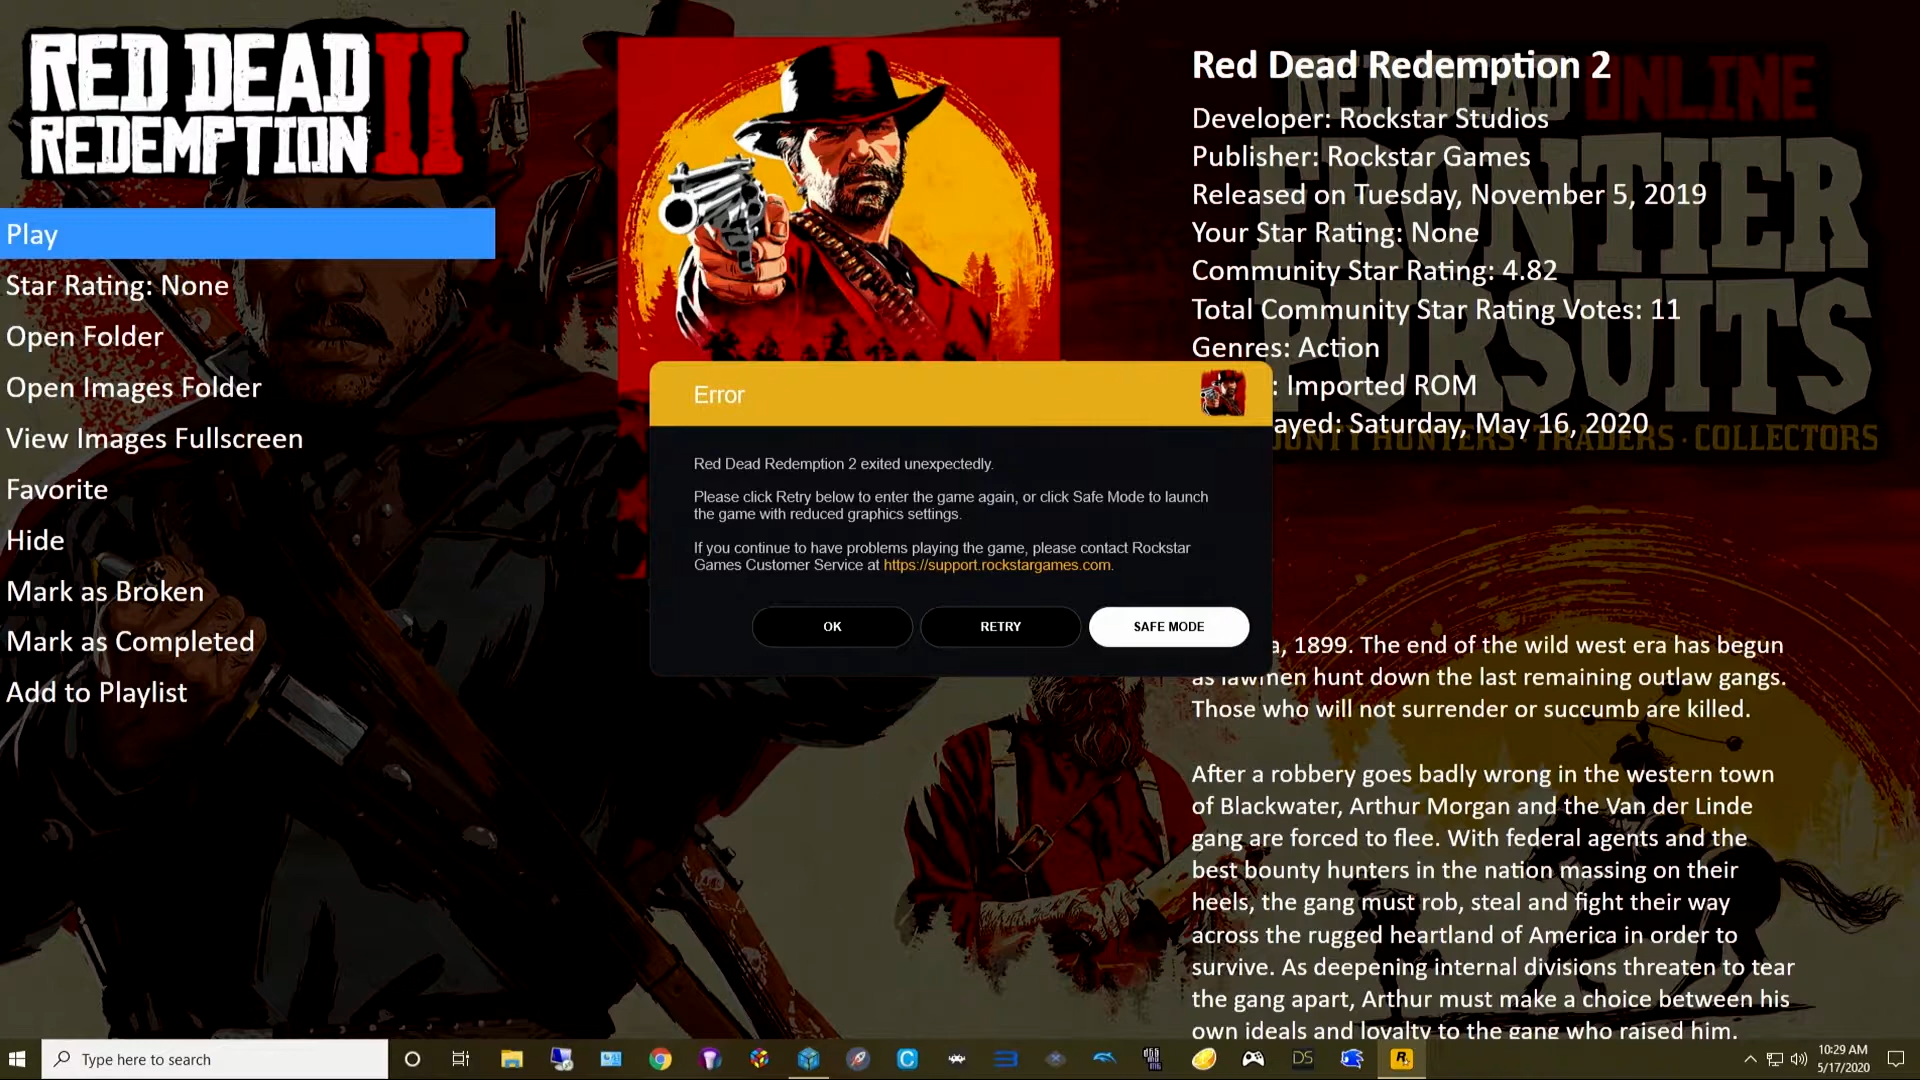 RED DEAD
REDEMPTION II
Play
Star Rating: None
Open Folder
Open Images Folder
View Images Fullscreen
Favorite
Hide
Mark as Broken
Mark as Completed
Add to Playlist
Red Dead Redemption 2
Developer: Rockstar Studios
Publisher: Rockstar Games
Released on Tuesday, November 5, 2019
Your Star Rating: None
Community Star Rating: 4.82
Total Community Star Rating Votes: 11
Genres: Action
: Imported ROM
ayed: Saturday, May 16, 2020
RED DEAD ONLINE
FRONTIER
PURSUITS
BOUNTY HUNTERS · TRADERS · COLLECTORS
Error
Red Dead Redemption 2 exited unexpectedly.
Please click Retry below to enter the game again, or click Safe Mode to launch
the game with reduced graphics settings.
If you continue to have problems playing the game, please contact Rockstar
Games Customer Service at https://support.rockstargames.com.
OK
RETRY
SAFE MODE
a, 1899. The end of the wild west era has begun
as lawmen hunt down the last remaining outlaw gangs.
Those who will not surrender or succumb are killed.
After a robbery goes badly wrong in the western town
of Blackwater, Arthur Morgan and the Van der Linde
gang are forced to flee. With federal agents and the
best bounty hunters in the nation massing on their
heels, the gang must rob, steal and fight their way
across the rugged heartland of America in order to
survive. As deepening internal divisions threaten to tear
the gang apart, Arthur must make a choice between his
own ideals and loyalty to the gang who raised him.
Type here to search
DS
10:29 AM
5/17/2020